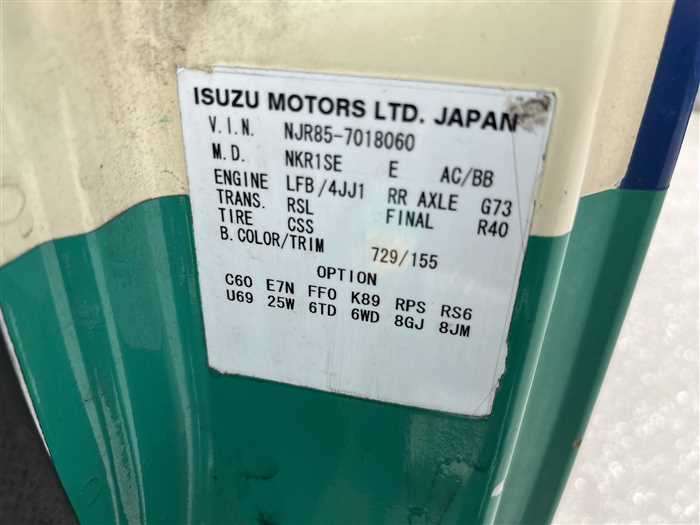 ISUZU MOTORS LTD. JAPAN
V.I.N. NJR85-7018060
M.D. NKR1SE E AC/BB
ENGINE LFB/4JJ1 RR AXLE G73
TRANS. RSL FINAL R40
TIRE CSS
B.COLOR/TRIM 729/155
OPTION
C60 E7N FF0 K89 RPS RS6
U69 25W 6TD 6WD 8GJ 8JM